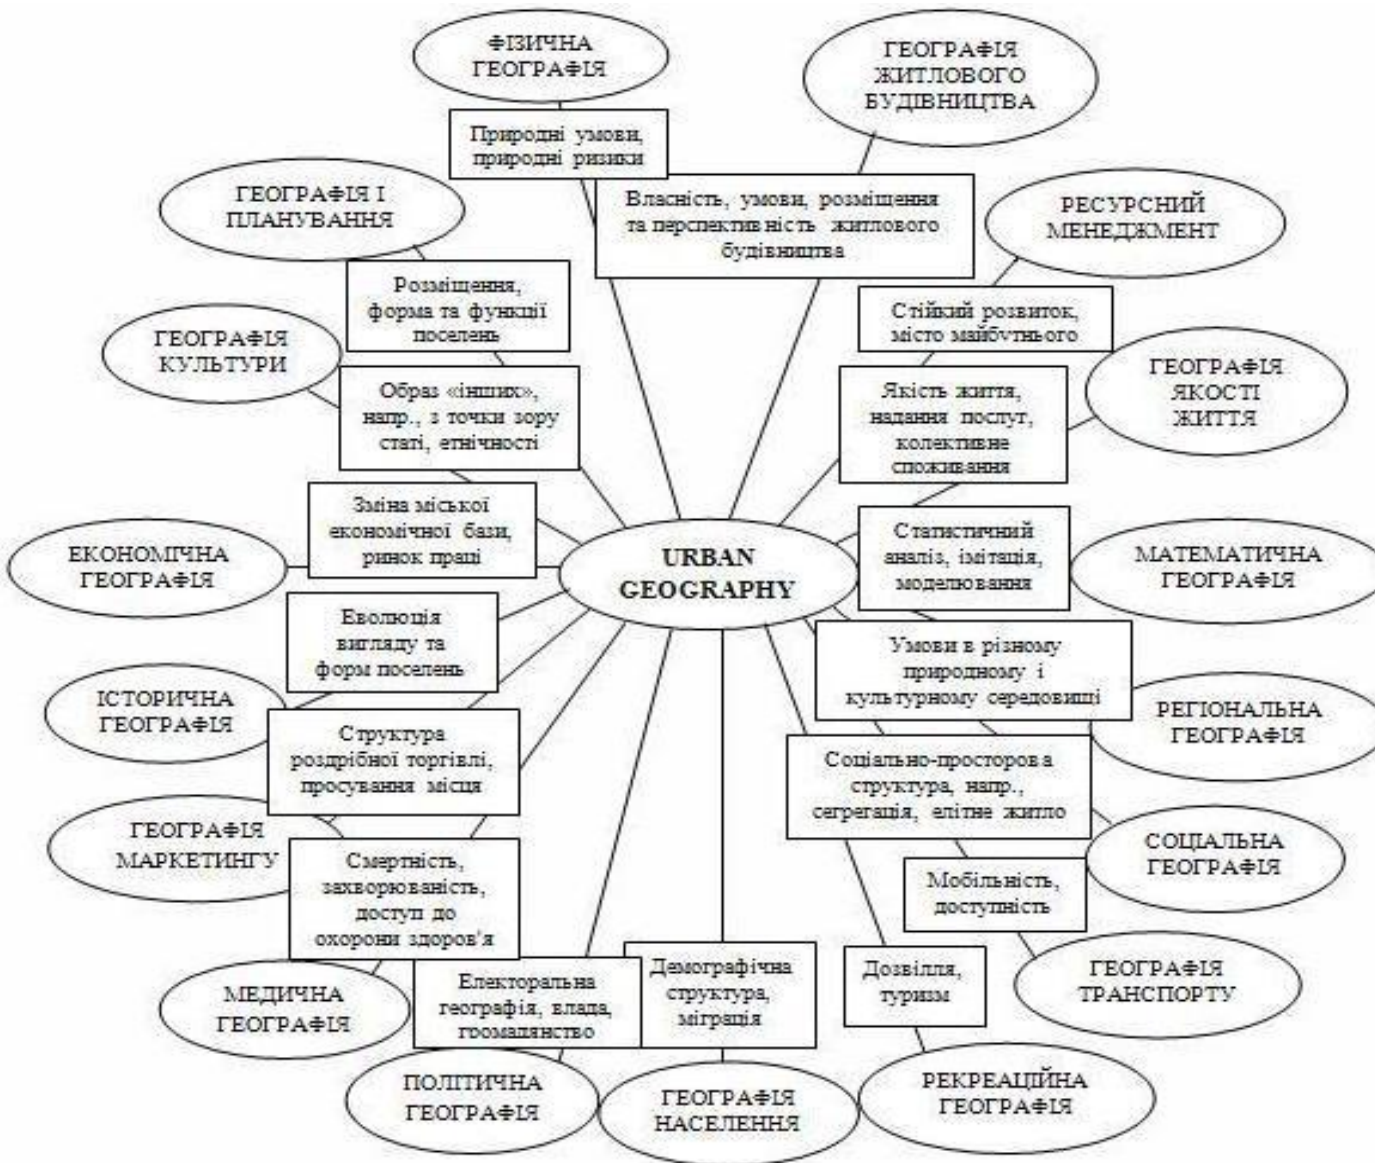 ФІЗИЧНА
ГЕОГРАФІЯ
ГЕОГРАФІЯ
ЖИТЛОВОГО
БУДІВНИЦТВА
Природні умови,
природні ризики
ГЕОГРАФІЯ І
ПЛАНУВАННЯ
Власність, умови, розміщення
та перспективність житлового
будівництва
РЕСУРСНИЙ
МЕНЕДЖМЕНТ
Розміщення,
форма та функції
поселень
Стійкий розвиток,
місто майбутнього
ГЕОГРАФІЯ
КУЛЬТУРИ
ГЕОГРАФІЯ
ЯКОСТІ
ЖИТТЯ
Образ «інших»,
напр., з точки зору
статі, етнічності
Якість життя,
надання послуг,
колективне
споживання
Зміна міської
економічної бази,
ринок праці
Статистичний
аналіз, імітація,
моделювання
ЕКОНОМІЧНА
ГЕОГРАФІЯ
URBAN
GEOGRAPHY
МАТЕМАТИЧНА
ГЕОГРАФІЯ
Еволюція
вигляду та
форм поселень
Умови в різному
природному і
культурному середовищі
ІСТОРИЧНА
ГЕОГРАФІЯ
РЕГІОНАЛЬНА
ГЕОГРАФІЯ
Структура
роздрібної торгівлі,
просування місця
Соціально-просторова
структура, напр.,
сегрегація, елітне житло
ГЕОГРАФІЯ
МАРКЕТИНГУ
СОЦІАЛЬНА
ГЕОГРАФІЯ
Смертність,
захворюваність,
доступ до
охорони здоров'я
Мобільність,
доступність
МЕДИЧНА
ГЕОГРАФІЯ
Електоральна
географія, влада,
громадянство
Демографічна
структура,
міграція
Дозвілля,
туризм
ГЕОГРАФІЯ
ТРАНСПОРТУ
ПОЛІТИЧНА
ГЕОГРАФІЯ
ГЕОГРАФІЯ
НАСЕЛЕННЯ
РЕКРЕАЦІЙНА
ГЕОГРАФІЯ